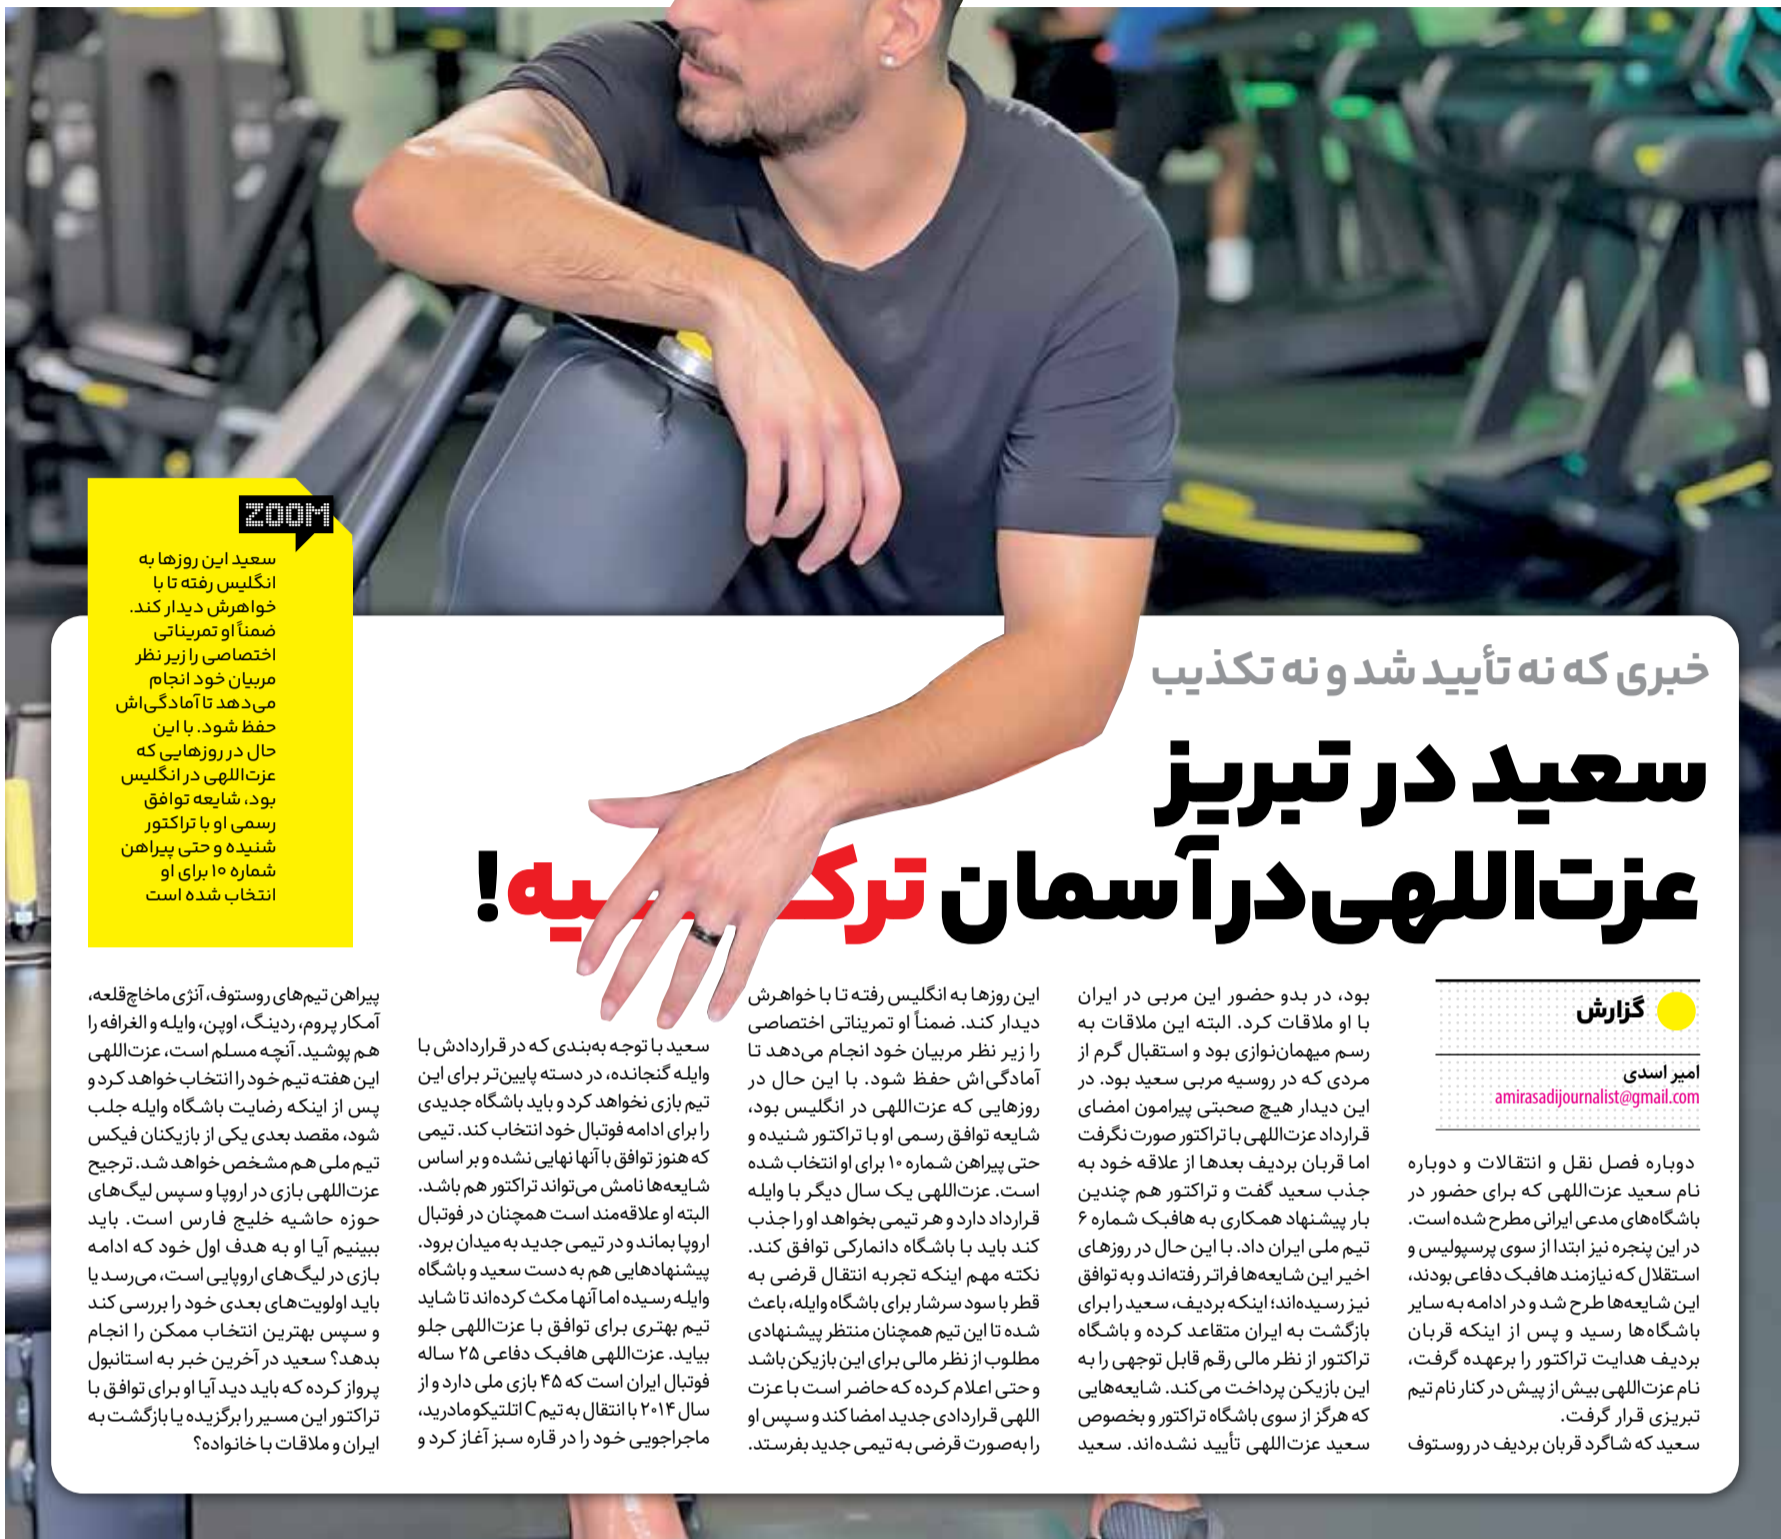 خبری که نه تأیید شد و نه تکذیب
سعید در تبریز
عزت‌اللهی در آسمان ترکیه!
ZOOM
سعید این روزها به
انگلیس رفته تا با
خواهرش دیدار کند.
ضمناً او تمریناتی
اختصاصی را زیر نظر
مربیان خود انجام
می‌دهد تا آمادگی‌اش
حفظ شود. با این
حال در روزهایی که
عزت‌اللهی در انگلیس
بود، شایعه توافق
رسمی او با تراکتور
شنیده و حتی پیراهن
شماره ۱۰ برای او
انتخاب شده است
گزارش
امیر اسدی
amirasadijournalist@gmail.com
دوباره فصل نقل و انتقالات و دوباره
نام سعید عزت‌اللهی که برای حضور در
باشگاه‌های مدعی ایرانی مطرح شده است.
در این پنجره نیز ابتدا از سوی پرسپولیس و
استقلال که نیازمند هافبک دفاعی بودند،
این شایعه‌ها طرح شد و در ادامه به سایر
باشگاه‌ها رسید و پس از اینکه قربان
بردیف هدایت تراکتور را برعهده گرفت،
نام عزت‌اللهی بیش از پیش در کنار نام تیم
تبریزی قرار گرفت.
سعید که شاگرد قربان بردیف در روستوف
بود، در بدو حضور این مربی در ایران
با او ملاقات کرد. البته این ملاقات به
رسم میهمان‌نوازی بود و استقبال گرم از
مردی که در روسیه مربی سعید بود. در
این دیدار هیچ صحبتی پیرامون امضای
قرارداد عزت‌اللهی با تراکتور صورت نگرفت
اما قربان بردیف بعدها از علاقه خود به
جذب سعید گفت و تراکتور هم چندین
بار پیشنهاد همکاری به هافبک شماره ۶
تیم ملی ایران داد. با این حال در روزهای
اخیر این شایعه‌ها فراتر رفته‌اند و به توافق
نیز رسیده‌اند؛ اینکه بردیف، سعید را برای
بازگشت به ایران متقاعد کرده و باشگاه
تراکتور از نظر مالی رقم قابل توجهی را به
این بازیکن پرداخت می‌کند. شایعه‌هایی
که هرگز از سوی باشگاه تراکتور و بخصوص
سعید عزت‌اللهی تأیید نشده‌اند. سعید
این روزها به انگلیس رفته تا با خواهرش
دیدار کند. ضمناً او تمریناتی اختصاصی
را زیر نظر مربیان خود انجام می‌دهد تا
آمادگی‌اش حفظ شود. با این حال در
روزهایی که عزت‌اللهی در انگلیس بود،
شایعه توافق رسمی او با تراکتور شنیده و
حتی پیراهن شماره ۱۰ برای او انتخاب شده
است. عزت‌اللهی یک سال دیگر با وایله
قرارداد دارد و هر تیمی بخواهد او را جذب
کند باید با باشگاه دانمارکی توافق کند.
نکته مهم اینکه تجربه انتقال قرضی به
قطر با سود سرشار برای باشگاه وایله، باعث
شده تا این تیم همچنان منتظر پیشنهادی
مطلوب از نظر مالی برای این بازیکن باشد
و حتی اعلام کرده که حاضر است با عزت
اللهی قراردادی جدید امضا کند و سپس او
را به‌صورت قرضی به تیمی جدید بفرستد.
سعید با توجه به‌بندی که در قراردادش با
وایله گنجانده، در دسته پایین‌تر برای این
تیم بازی نخواهد کرد و باید باشگاه جدیدی
را برای ادامه فوتبال خود انتخاب کند. تیمی
که هنوز توافق با آنها نهایی نشده و بر اساس
شایعه‌ها نامش می‌تواند تراکتور هم باشد.
البته او علاقه‌مند است همچنان در فوتبال
اروپا بماند و در تیمی جدید به میدان برود.
پیشنهادهایی هم به دست سعید و باشگاه
وایله رسیده اما آنها مکث کرده‌اند تا شاید
تیم بهتری برای توافق با عزت‌اللهی جلو
بیاید. عزت‌اللهی هافبک دفاعی ۲۵ ساله
فوتبال ایران است که ۴۵ بازی ملی دارد و از
سال ۲۰۱۴ با انتقال به تیم C اتلتیکو مادرید،
ماجراجویی خود را در قاره سبز آغاز کرد و
پیراهن تیم‌های روستوف، آنژی ماخاچ‌قلعه،
آمکار پروم، ردینگ، اوپن، وایله و الغرافه را
هم پوشید. آنچه مسلم است، عزت‌اللهی
این هفته تیم خود را انتخاب خواهد کرد و
پس از اینکه رضایت باشگاه وایله جلب
شود، مقصد بعدی یکی از بازیکنان فیکس
تیم ملی هم مشخص خواهد شد. ترجیح
عزت‌اللهی بازی در اروپا و سپس لیگ‌های
حوزه حاشیه خلیج فارس است. باید
ببینیم آیا او به هدف اول خود که ادامه
بازی در لیگ‌های اروپایی است، می‌رسد یا
باید اولویت‌های بعدی خود را بررسی کند
و سپس بهترین انتخاب ممکن را انجام
بدهد؟ سعید در آخرین خبر به استانبول
پرواز کرده که باید دید آیا او برای توافق با
تراکتور این مسیر را برگزیده یا بازگشت به
ایران و ملاقات با خانواده؟